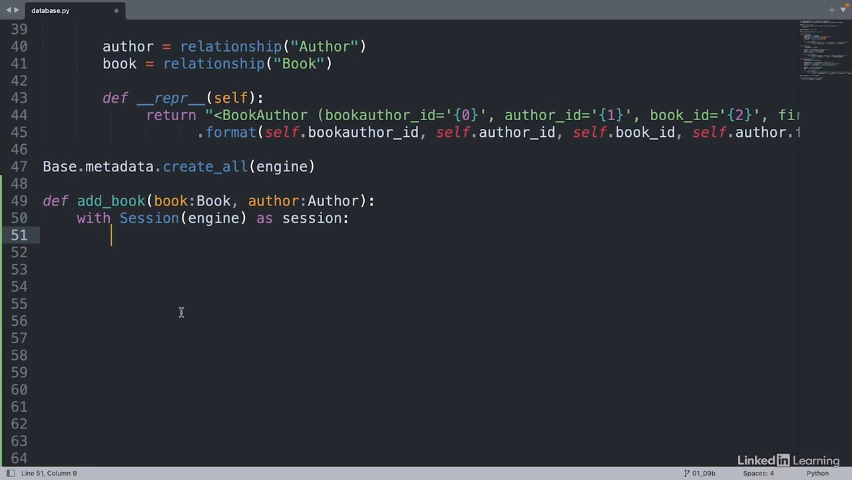 database.py
39
40 author = relationship("Author")
41 book = relationship("Book")
42
43 def __repr__(self):
44 return "<BookAuthor (bookauthor_id='{0}', author_id='{1}', book_id='{2}', fir
45 .format(self.bookauthor_id, self.author_id, self.book_id, self.author.f
46
47 Base.metadata.create_all(engine)
48
49 def add_book(book:Book, author:Author):
50 with Session(engine) as session:
51
52
53
54
55
56
57
58
59
60
61
62
63
64
Linked in Learning
Line 51, Column 9 01_09b Spaces: 4 Python